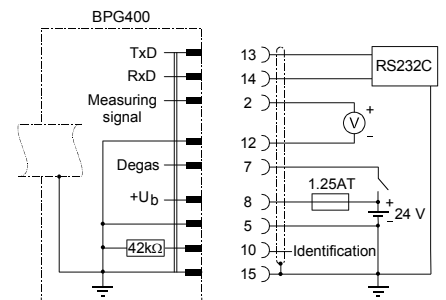 BPG400
TxD
13
RS232C
RxD
14
Measuring
signal
2
+
V
–
12
Degas
7
1.25AT
+Ub
8
+
24 V
–
5
42kΩ
10
Identification
15